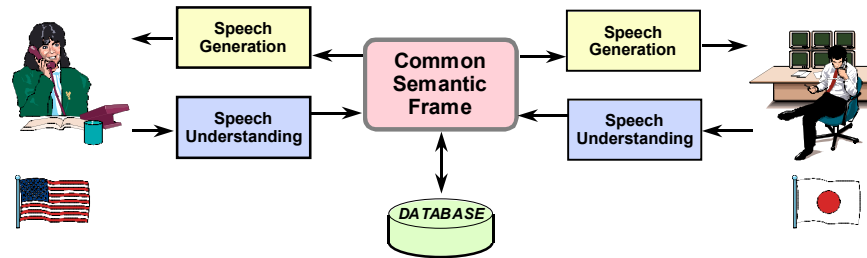 Speech
Generation
Common
Semantic
Frame
Speech
Generation
Speech
Understanding
Speech
Understanding
DATABASE